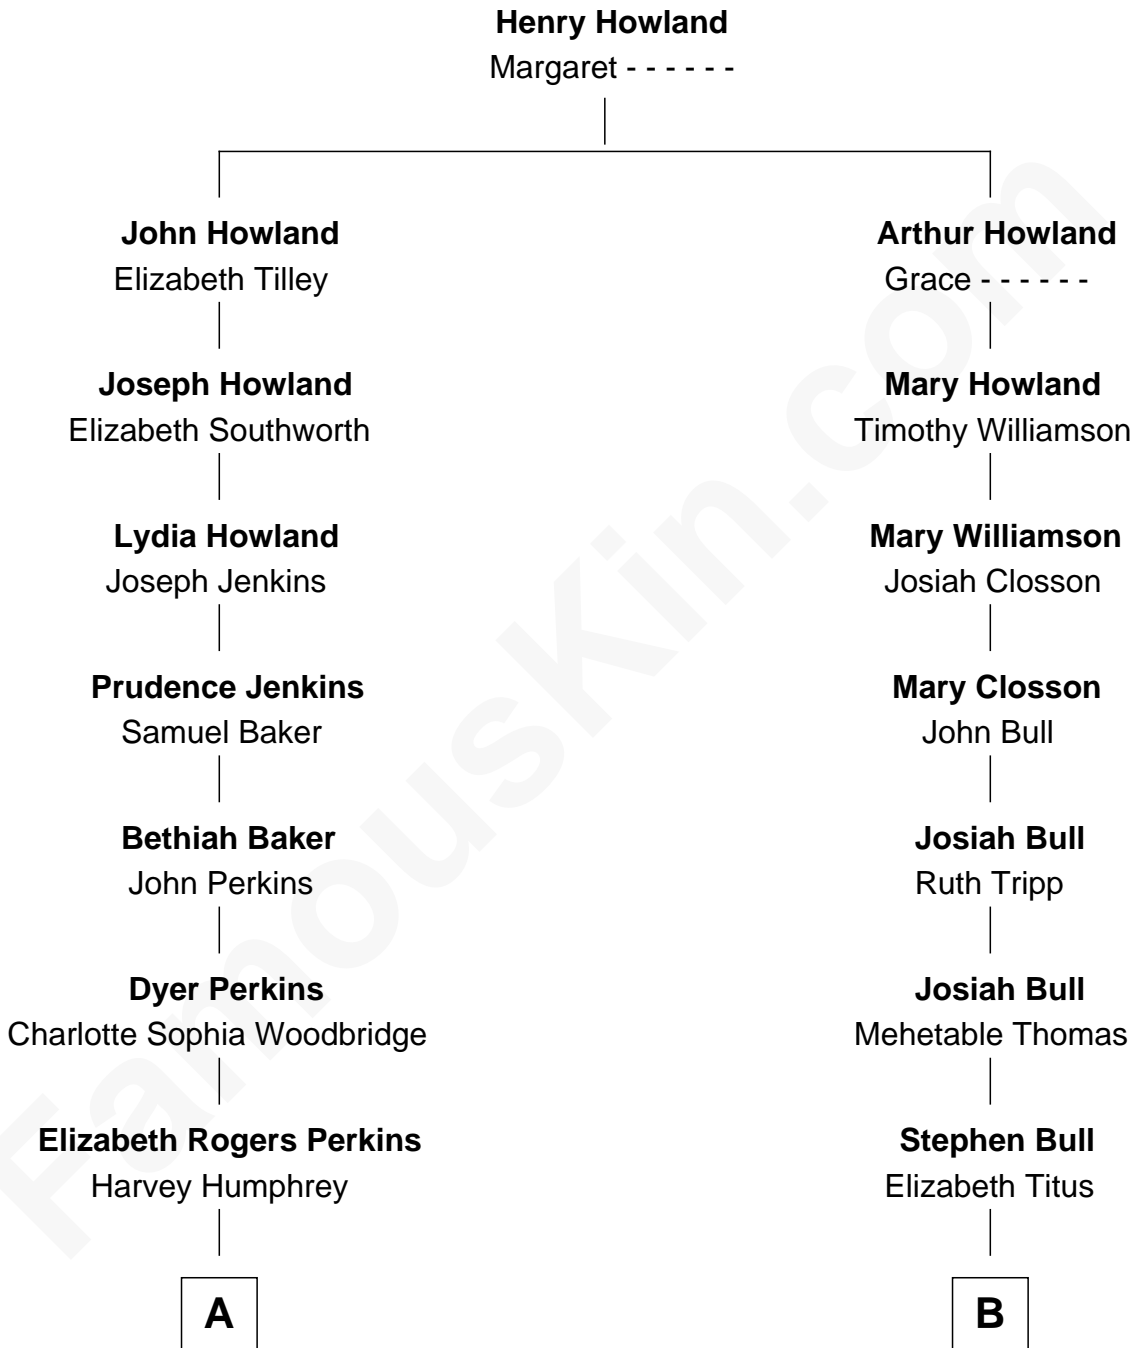 Henry Howland
Margaret - - - - - -
John Howland
Elizabeth Tilley
Arthur Howland
Grace - - - - - -
Joseph Howland
Elizabeth Southworth
Mary Howland
Timothy Williamson
Lydia Howland
Joseph Jenkins
Mary Williamson
Josiah Closson
Prudence Jenkins
Samuel Baker
Mary Closson
John Bull
Bethiah Baker
John Perkins
Josiah Bull
Ruth Tripp
Dyer Perkins
Charlotte Sophia Woodbridge
Josiah Bull
Mehetable Thomas
Elizabeth Rogers Perkins
Harvey Humphrey
Stephen Bull
Elizabeth Titus
A
B
FamousKin.com